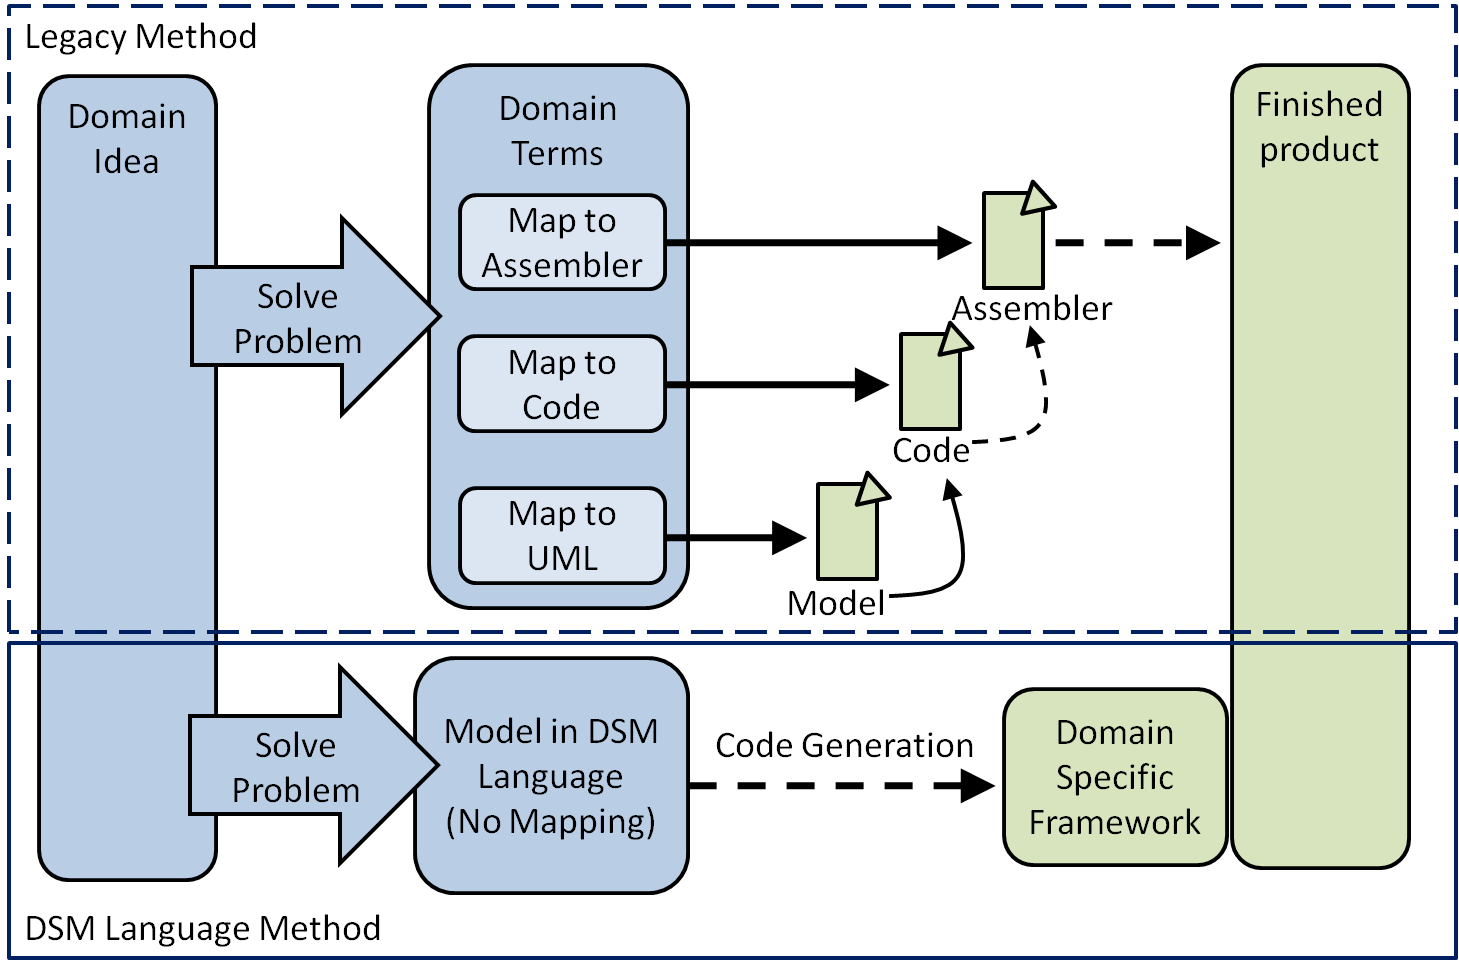 Legacy Method
Domain
Idea
Solve
Problem
Domain
Terms
Map to
Assembler
Map to
Code
Map to
UML
Assembler
Code
Model
Finished
product
Solve
Problem
Model in DSM
Language
(No Mapping)
Code Generation
Domain
Specific
Framework
DSM Language Method